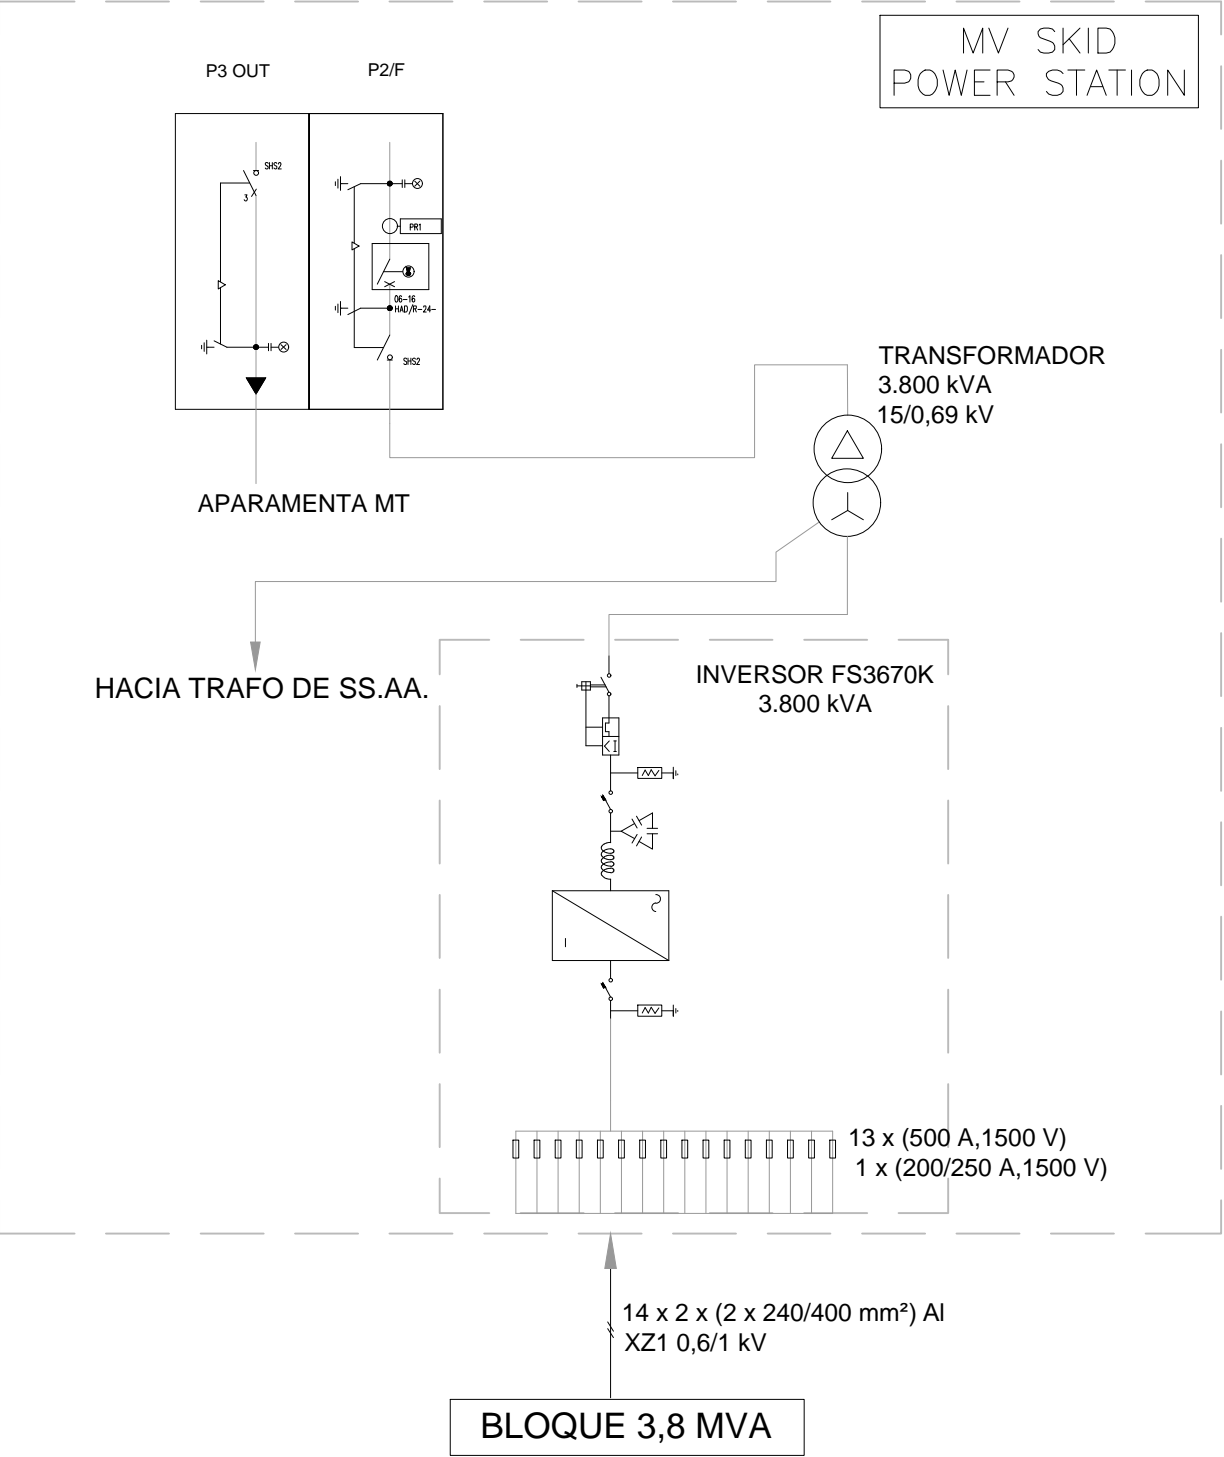 MV SKID
POWER STATION
P3 OUT
P2/F
SHS2
3
PR1
06-16
HAD/R-24-
SHS2
TRANSFORMADOR
3.800 kVA
15/0,69 kV
APARAMENTA MT
HACIA TRAFO DE SS.AA.
INVERSOR FS3670K
3.800 kVA
<I
13 x (500 A,1500 V)
1 x (200/250 A,1500 V)
14 x 2 x (2 x 240/400 mm²) Al
XZ1 0,6/1 kV
BLOQUE 3,8 MVA